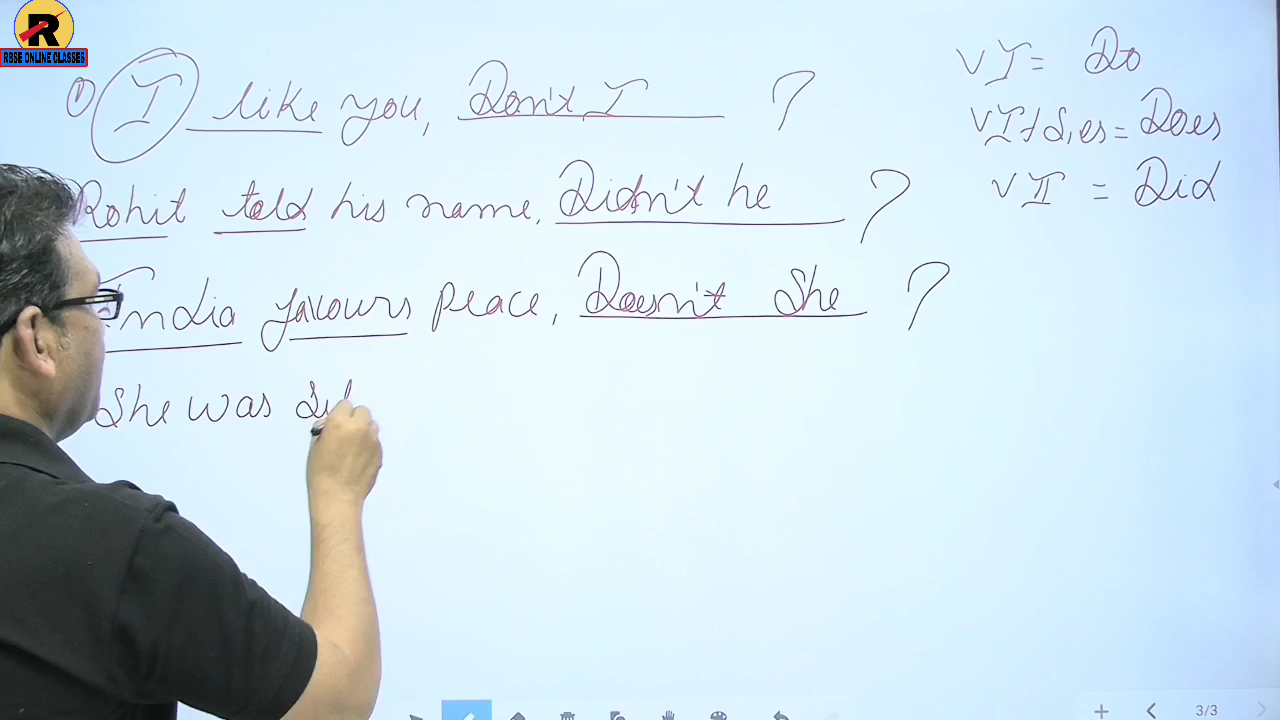 R
RBSE ONLINE CLASSES
① I like you, Don't I ?
Rohit told his name, Didn't he ?
India favours peace, Doesn't She ?
She was
V I = Do
V I + S, es = Does
V II = Did
3/3